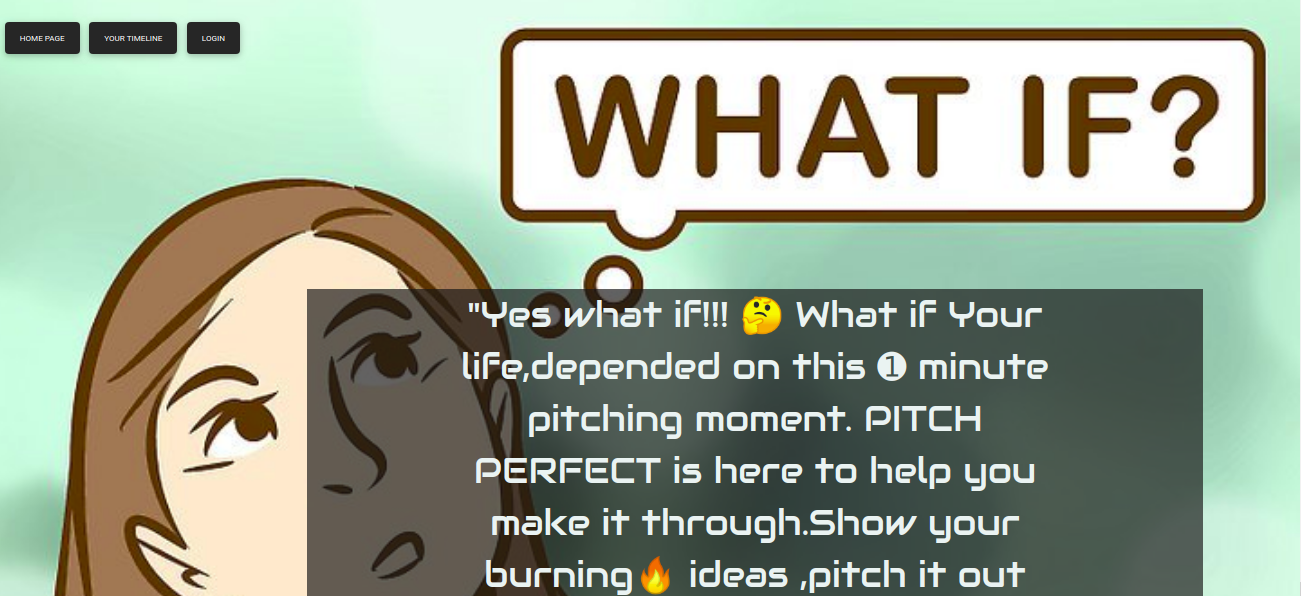 HOME PAGE YOUR TIMELINE LOGIN
WHAT IF?
"Yes what if!!! 🤔 What if Your
life,depended on this ➊ minute
pitching moment. PITCH
PERFECT is here to help you
make it through.Show your
burning🔥 ideas ,pitch it out